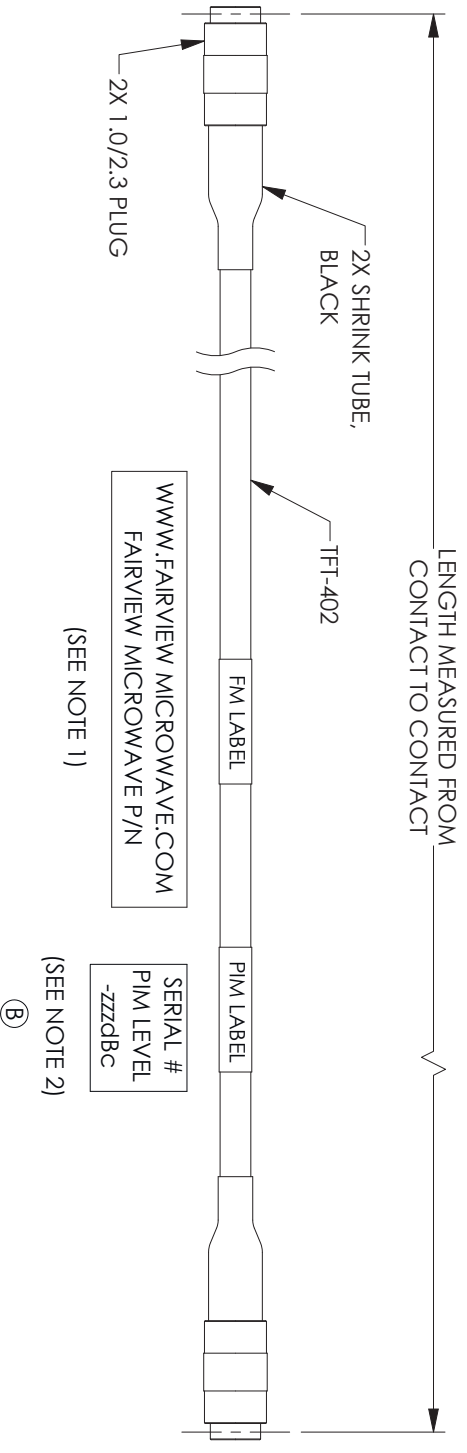 LENGTH MEASURED FROM
CONTACT TO CONTACT
2X SHRINK TUBE,
BLACK
TFT-402
2X 1.0/2.3 PLUG
FM LABEL
PIM LABEL
WWW.FAIRVIEW MICROWAVE.COM
FAIRVIEW MICROWAVE P/N
(SEE NOTE 1)
SERIAL #
PIM LEVEL
-zzzdBc
(SEE NOTE 2)
B